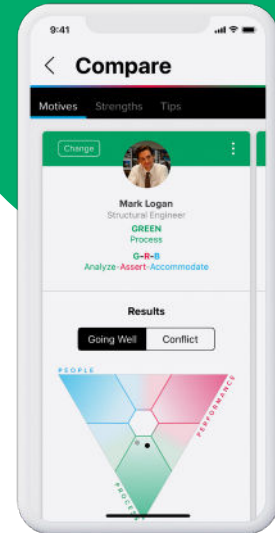 9:41
Compare
Motives Strengths Tips
Change
Mark Logan
Structural Engineer
GREEN
Process
G-R-B
Analyze-Assert-Accommodate
Results
Going Well Conflict
PEOPLE
PERFORMANCE
PROCESS